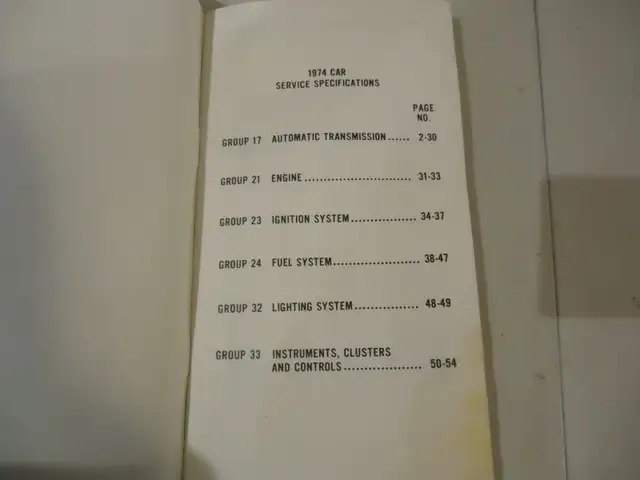 1974 CAR
SERVICE SPECIFICATIONS
PAGE
NO.
GROUP 17 AUTOMATIC TRANSMISSION...... 2-30
GROUP 21 ENGINE.......................... 31-33
GROUP 23 IGNITION SYSTEM................ 34-37
GROUP 24 FUEL SYSTEM..................... 38-47
GROUP 32 LIGHTING SYSTEM................ 48-49
GROUP 33 INSTRUMENTS, CLUSTERS
AND CONTROLS................... 50-54